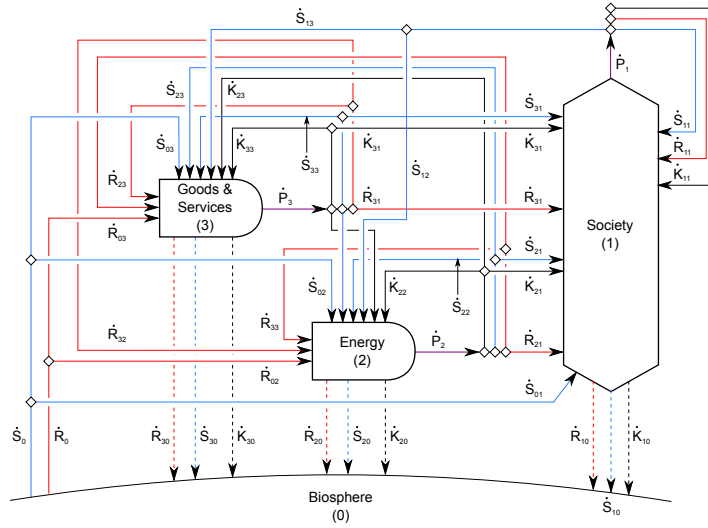 Ṡ₁₃
Ṗ₁
Ṡ₂₃
K̇₂₃
Ṡ₃₁
Ṡ₁₁
Ṡ₀₃
K̇₃₃
Ṡ₃₃
K̇₃₁
K̇₃₁
Ṙ₁₁
Ṙ₂₃
Ṡ₁₂
K̇₁₁
Goods &
Services
(3)
Ṗ₃
Ṙ₃₁
Ṙ₃₁
Society
(1)
Ṙ₀₃
Ṡ₂₁
Ṡ₀₂
K̇₂₂
Ṡ₂₂
K̇₂₁
Ṙ₃₃
Ṙ₃₂
Energy
(2)
Ṗ₂
Ṙ₂₁
Ṙ₀₂
Ṡ₀₁
Ṡ₀
Ṙ₀
Ṙ₃₀
Ṡ₃₀
K̇₃₀
Ṙ₂₀
Ṡ₂₀
K̇₂₀
Ṙ₁₀
K̇₁₀
Ṡ₁₀
Biosphere
(0)